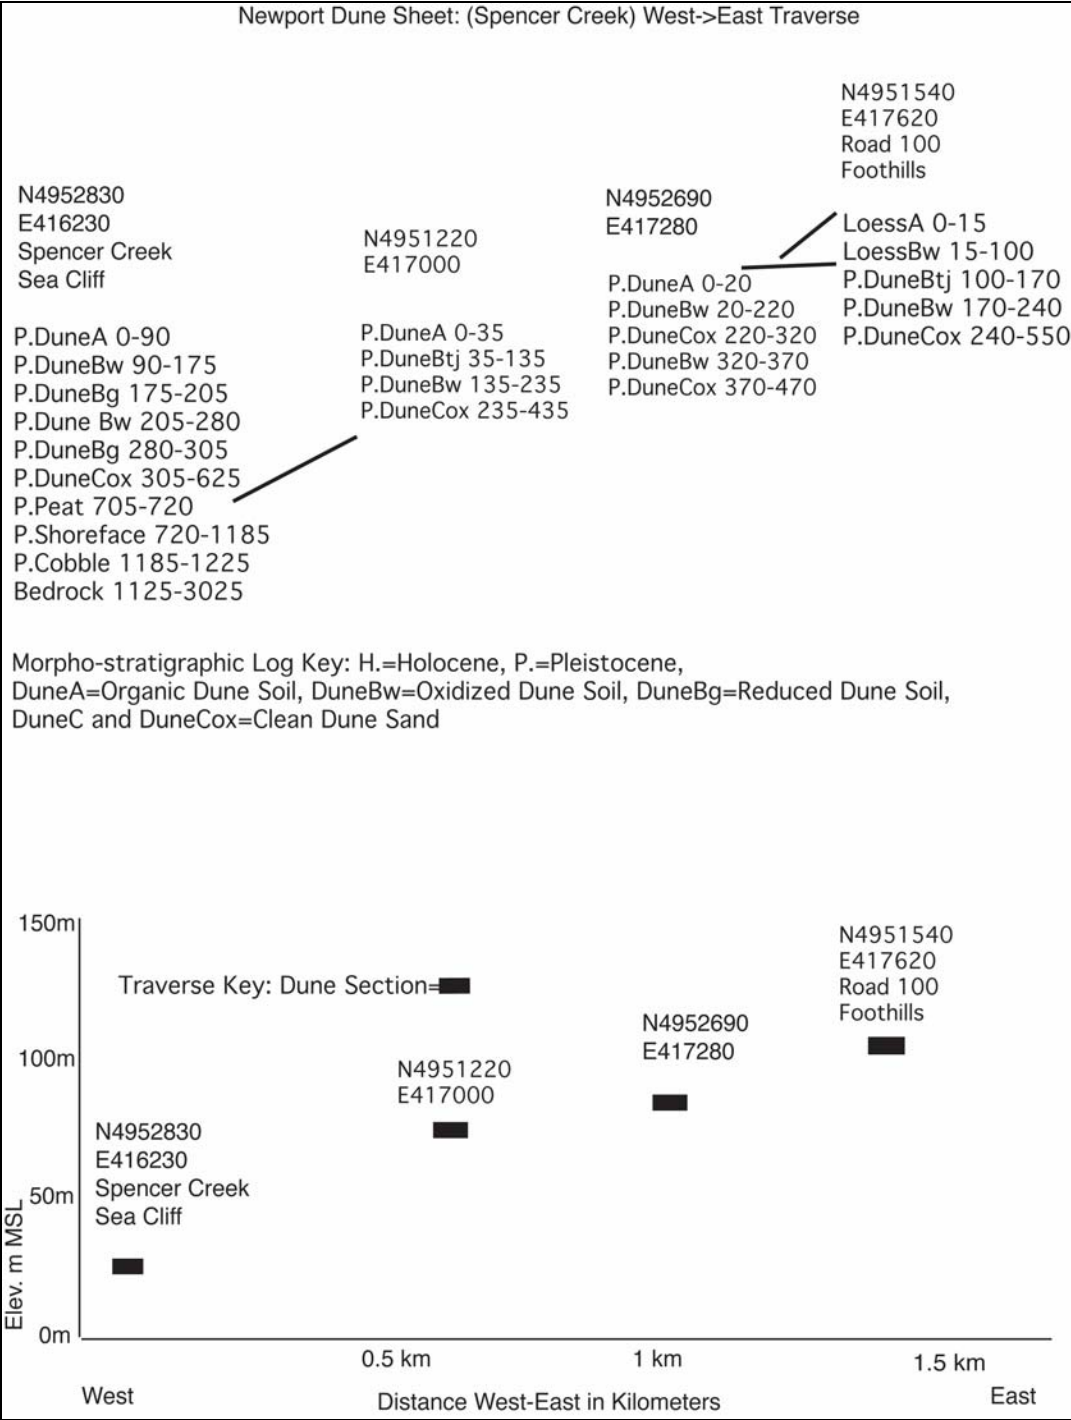 Newport Dune Sheet: (Spencer Creek) West->East Traverse
N4952830
E416230
Spencer Creek
Sea Cliff
P.DuneA 0-90
P.DuneBw 90-175
P.DuneBg 175-205
P.Dune Bw 205-280
P.DuneBg 280-305
P.DuneCox 305-625
P.Peat 705-720
P.Shoreface 720-1185
P.Cobble 1185-1225
Bedrock 1125-3025
N4951220
E417000
P.DuneA 0-35
P.DuneBtj 35-135
P.DuneBw 135-235
P.DuneCox 235-435
N4952690
E417280
P.DuneA 0-20
P.DuneBw 20-220
P.DuneCox 220-320
P.DuneBw 320-370
P.DuneCox 370-470
N4951540
E417620
Road 100
Foothills
LoessA 0-15
LoessBw 15-100
P.DuneBtj 100-170
P.DuneBw 170-240
P.DuneCox 240-550
Morpho-stratigraphic Log Key: H.=Holocene, P.=Pleistocene,
DuneA=Organic Dune Soil, DuneBw=Oxidized Dune Soil, DuneBg=Reduced Dune Soil,
DuneC and DuneCox=Clean Dune Sand
150m
100m
50m
0m
Elev. m MSL
Traverse Key: Dune Section=
N4952830
E416230
Spencer Creek
Sea Cliff
N4951220
E417000
N4952690
E417280
N4951540
E417620
Road 100
Foothills
0.5 km
1 km
1.5 km
West
Distance West-East in Kilometers
East